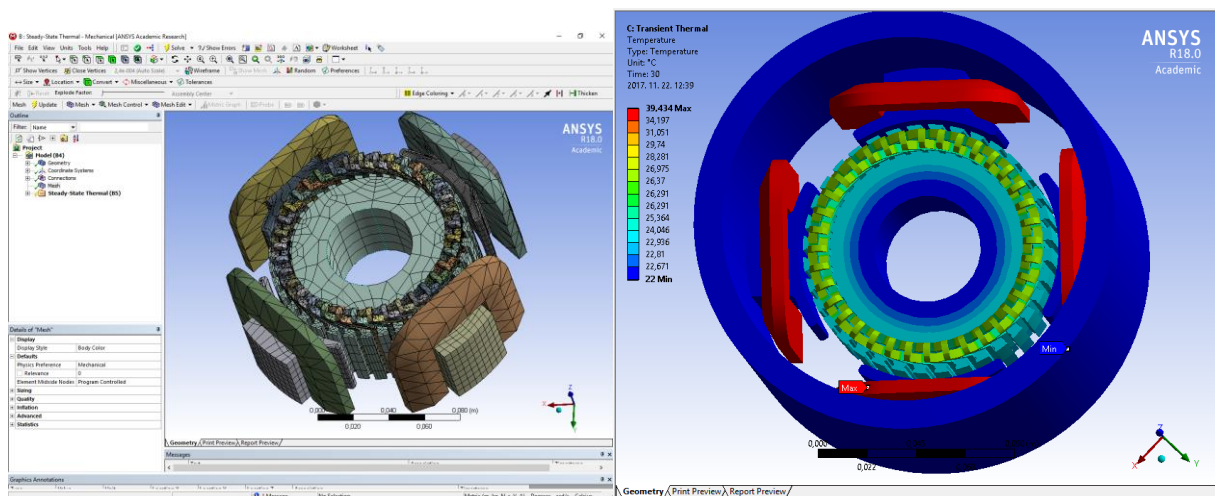 B : Steady-State Thermal - Mechanical [ANSYS Academic Research]
File Edit View Units Tools Help Solve ?/Show Errors Worksheet
Show Vertices Close Vertices Wireframe Random Preferences
Size Location Convert Miscellaneous Tolerances
Reset Explode Factor: Assembly Center Edge Coloring Thicken
Mesh Update Mesh Mesh Control Mesh Edit Metric Graph Probe
Outline
Filter: Name
Project
Model (B4)
Geometry
Coordinate Systems
Connections
Mesh
Steady-State Thermal (B5)
Details of "Mesh"
Display
Display Style Body Color
Defaults
Physics Preference Mechanical
Relevance 0
Element Midside Nodes Program Controlled
Sizing
Quality
Inflation
Advanced
Statistics
Graphics Annotations
ANSYS
R18.0
Academic
0,000 0,040 0,080 (m)
0,020 0,060
X
Z
Y
Geometry Print Preview Report Preview
Messages
C: Transient Thermal
Temperature
Type: Temperature
Unit: °C
Time: 30
2017. 11. 22. 12:39
39,434 Max
34,197
31,051
29,74
28,281
26,975
26,37
26,291
25,364
24,046
22,936
22,81
22,671
22 Min
ANSYS
R18.0
Academic
Min
Max
0,000
0,022
Z
X
Y
Geometry Print Preview Report Preview